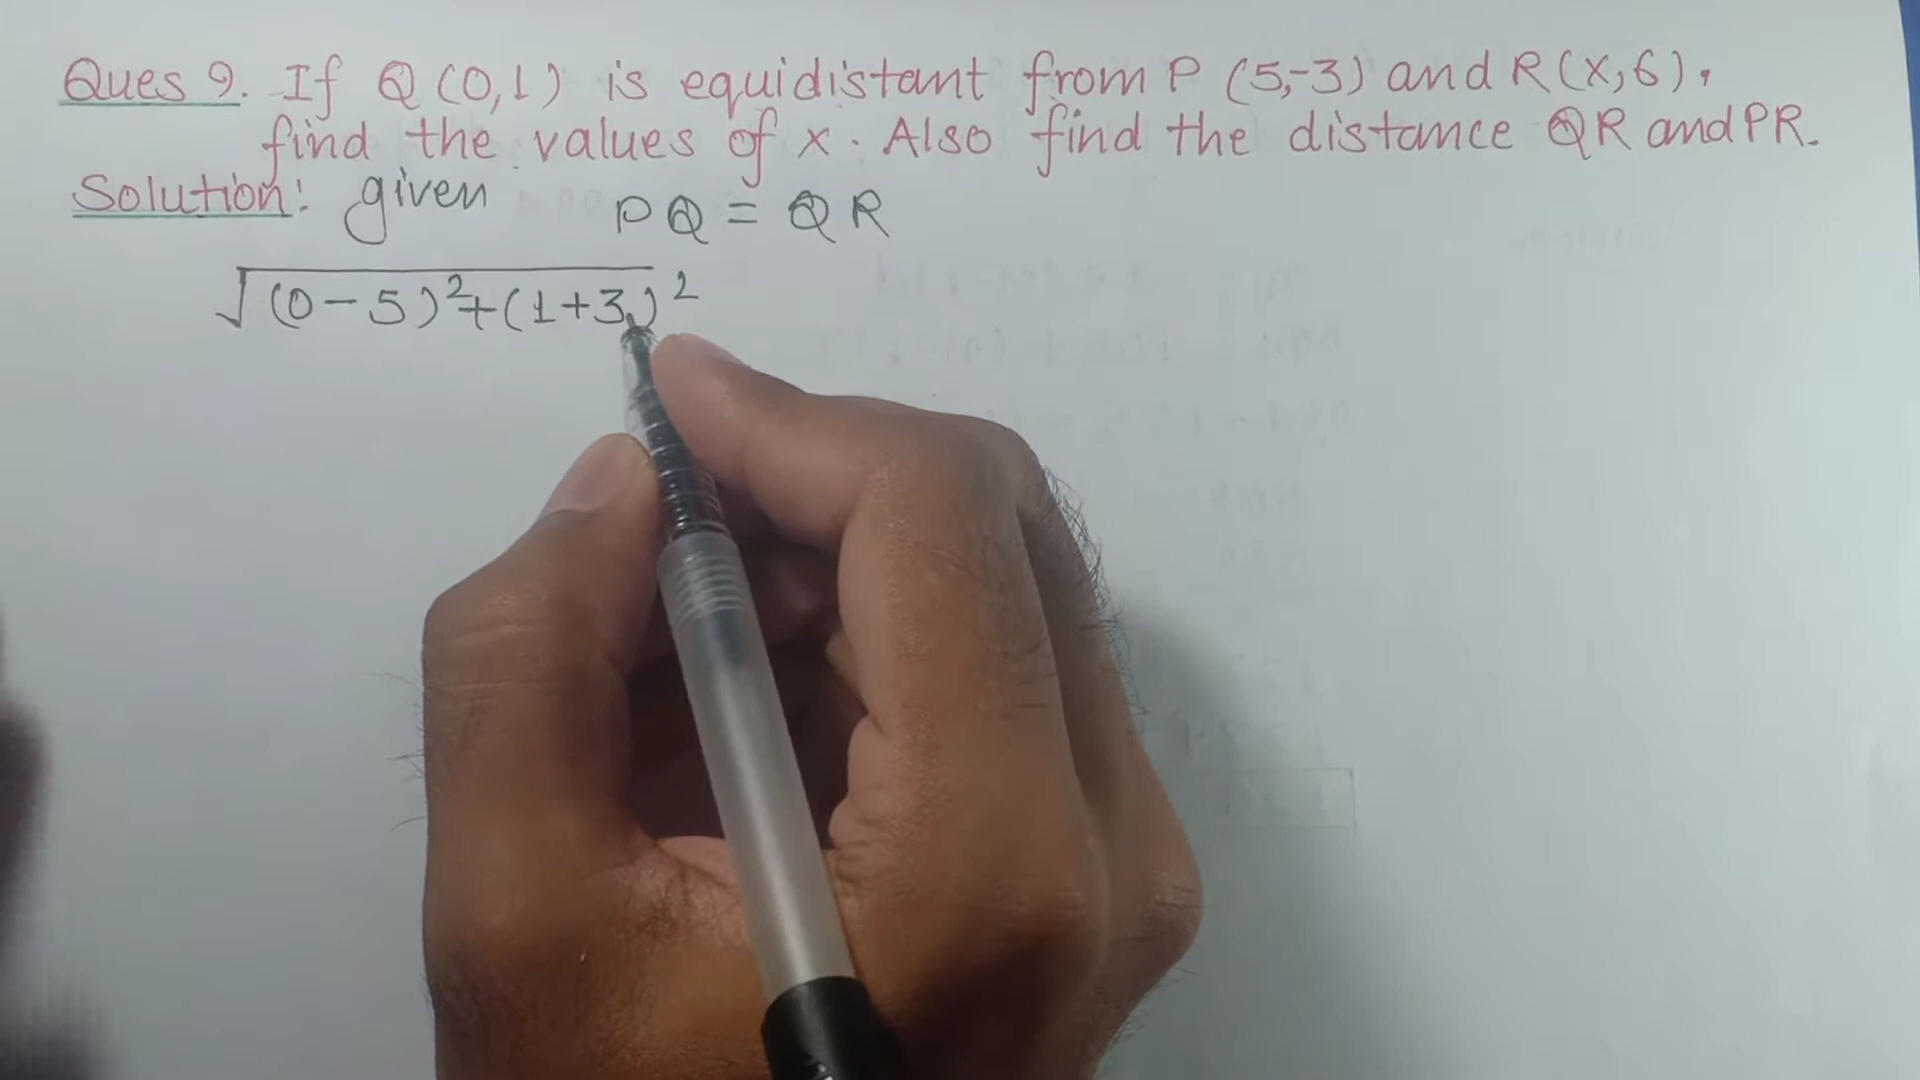 Ques 9. If Q (0,1) is equidistant from P (5,-3) and R(x,6),
find the values of x. Also find the distance QR and PR.
Solution: given PQ = QR
√(0-5)²+(1+3)²